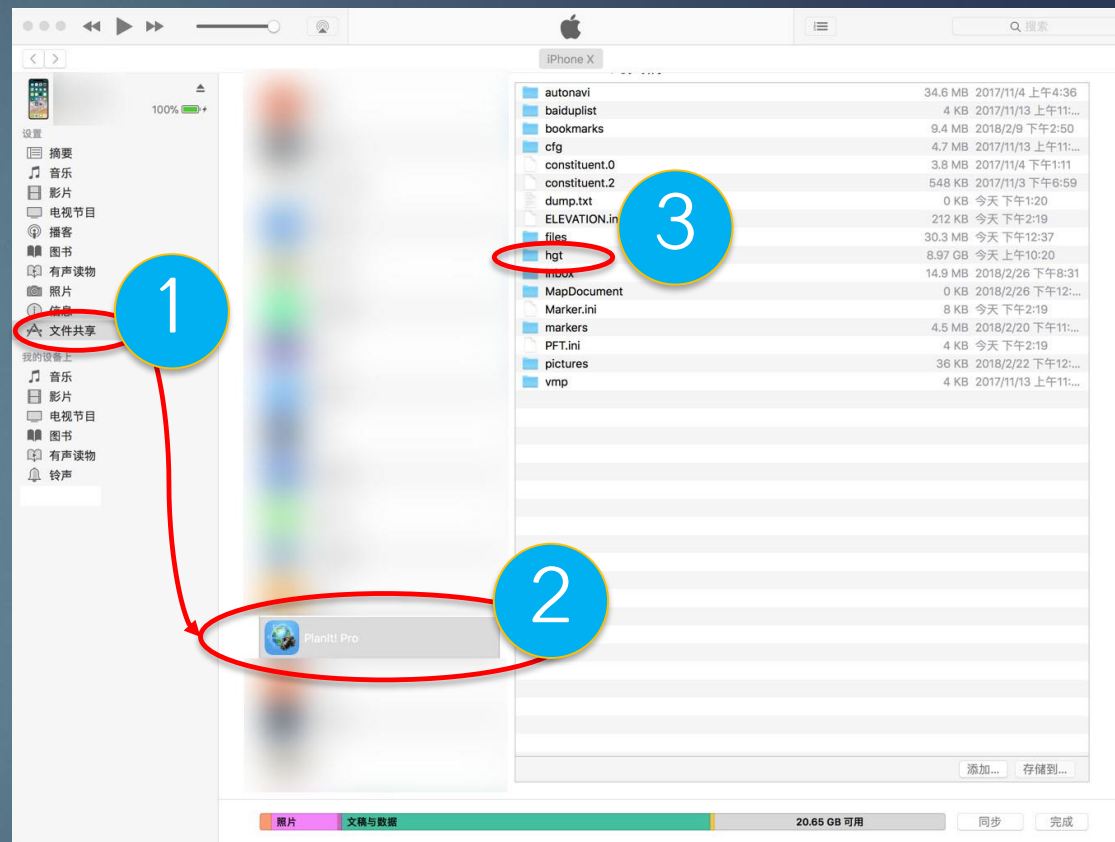 搜索
iPhone X
100%
设置
摘要
音乐
影片
电视节目
播客
图书
有声读物
照片
信息
文件共享
我的设备上
音乐
影片
电视节目
图书
有声读物
铃声
1
2
3
PlanIt! Pro
autonavi 34.6 MB 2017/11/4 上午4:36
baiduplist 4 KB 2017/11/13 上午11:...
bookmarks 9.4 MB 2018/2/9 下午2:50
cfg 4.7 MB 2017/11/13 上午11:...
constituent.0 3.8 MB 2017/11/4 下午1:11
constituent.2 548 KB 2017/11/3 下午6:59
dump.txt 0 KB 今天 下午1:20
ELEVATION.in 212 KB 今天 下午2:19
files 30.3 MB 今天 下午12:37
hgt 8.97 GB 今天 上午10:20
inbox 14.9 MB 2018/2/26 下午8:31
MapDocument 0 KB 2018/2/26 下午12:...
Marker.ini 8 KB 今天 下午2:19
markers 4.5 MB 2018/2/20 下午11:...
PFT.ini 4 KB 今天 下午2:19
pictures 36 KB 2018/2/22 下午12:...
vmp 4 KB 2017/11/13 上午11:...
添加... 存储到...
照片 文稿与数据 20.65 GB 可用 同步 完成